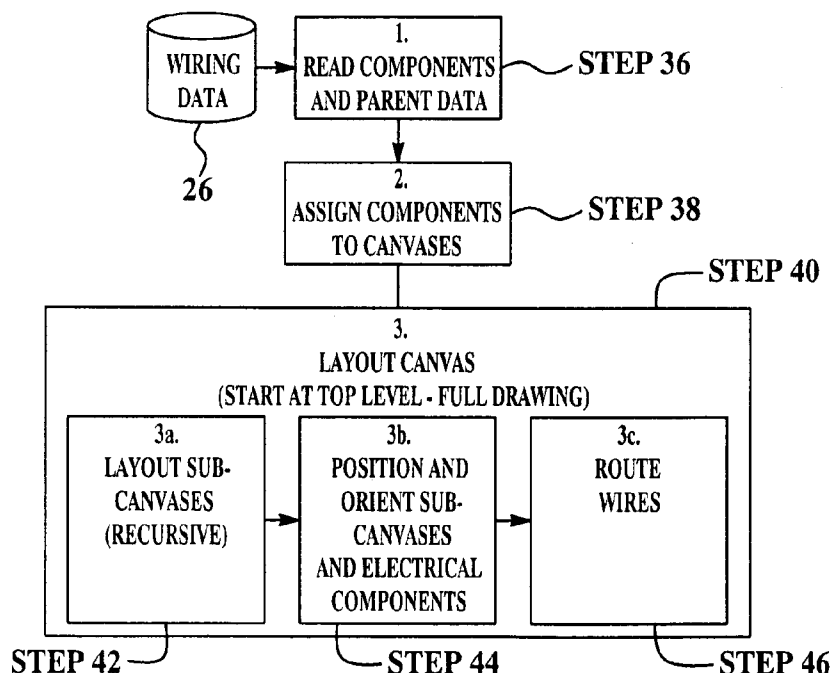 WIRING
DATA
26
1.
READ COMPONENTS
AND PARENT DATA
STEP 36
2.
ASSIGN COMPONENTS
TO CANVASES
STEP 38
STEP 40
3.
LAYOUT CANVAS
(START AT TOP LEVEL - FULL DRAWING)
3a.
LAYOUT SUB-
CANVASES
(RECURSIVE)
3b.
POSITION AND
ORIENT SUB-
CANVASES
AND ELECTRICAL
COMPONENTS
3c.
ROUTE
WIRES
STEP 42
STEP 44
STEP 46